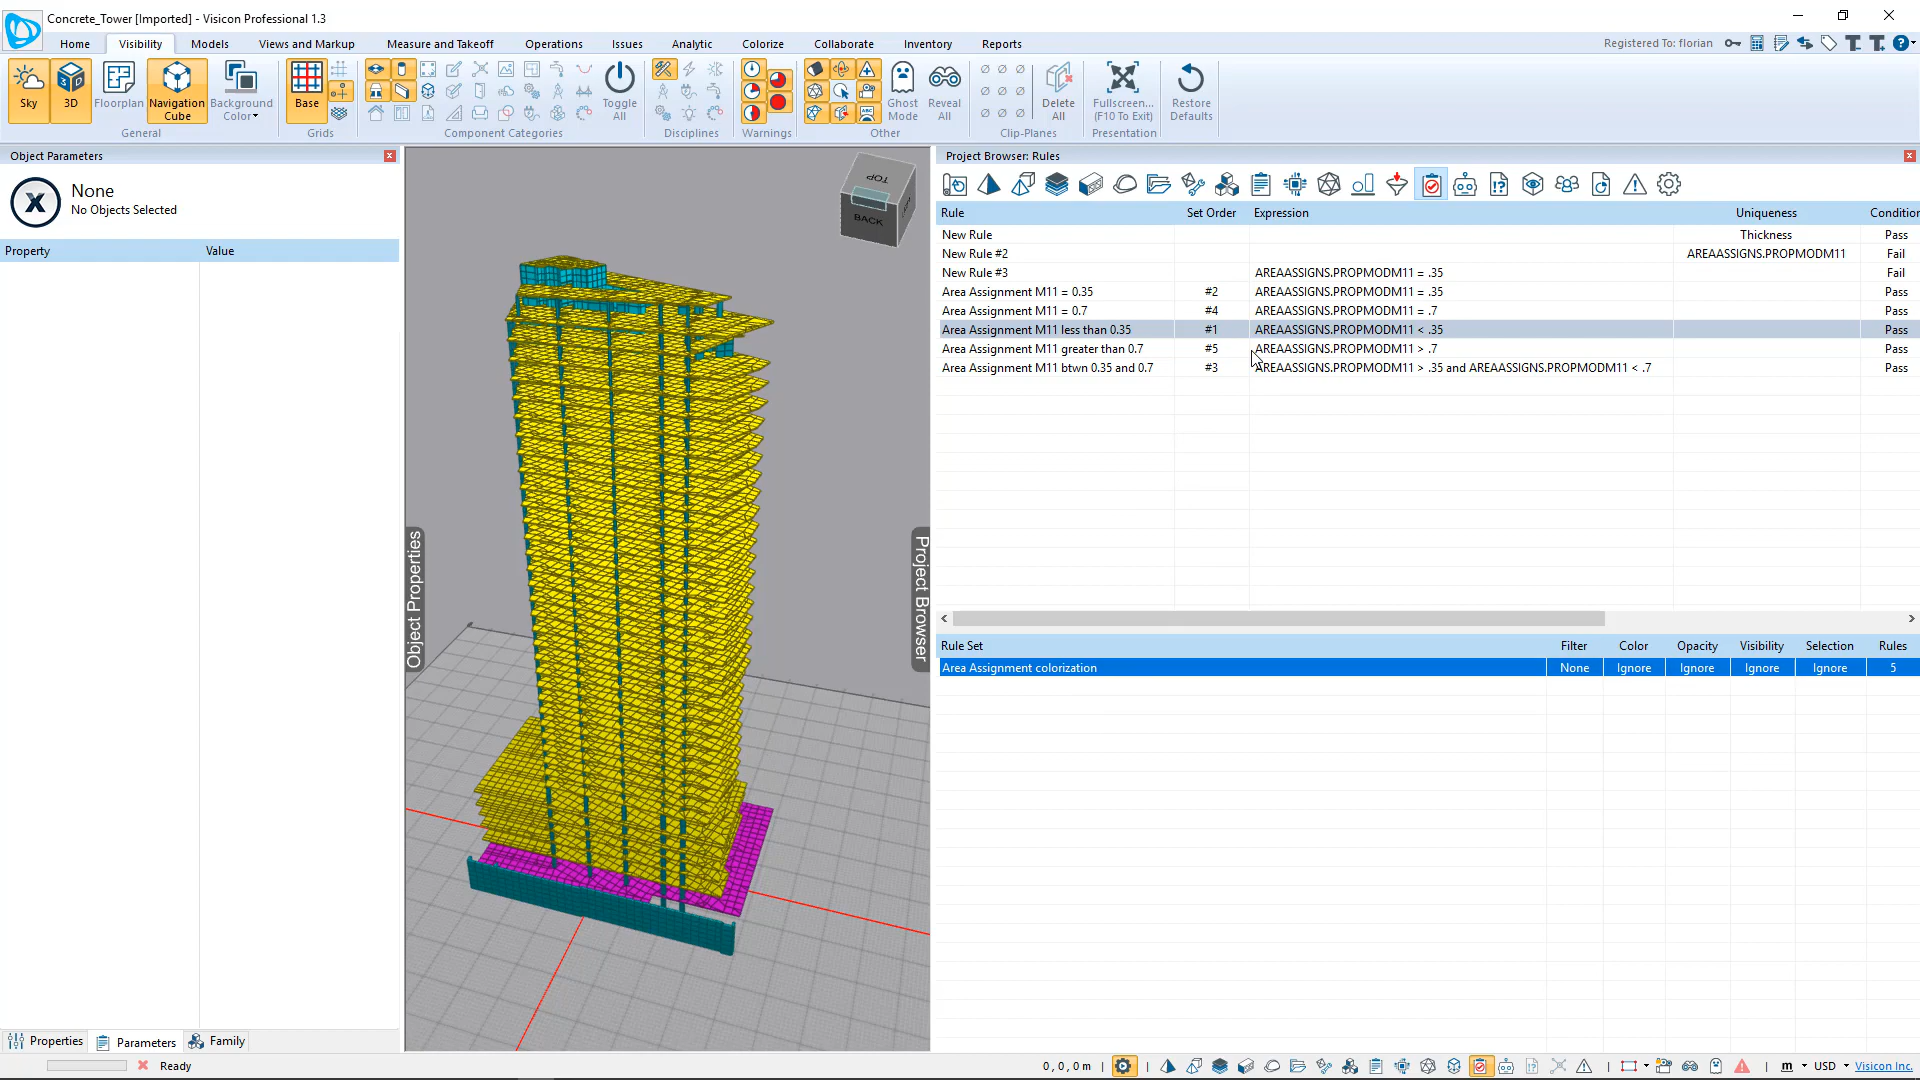 Concrete_Tower [Imported] - Visicon Professional 1.3
Home Visibility Models Views and Markup Measure and Takeoff Operations Issues Analytic Colorize Collaborate Inventory Reports Registered To: florian
Sky 3D Floorplan Navigation Cube Background Color Base Toggle All Ghost Mode Reveal All Delete All Fullscreen... (F10 To Exit) Restore Defaults
General Grids Component Categories Disciplines Warnings Other Clip-Planes Presentation
Object Parameters
None
No Objects Selected
Property Value
TOP
BACK
Object Properties
Project Browser
Project Browser: Rules
Rule Set Order Expression Uniqueness Condition
New Rule Thickness Pass
New Rule #2 AREAASSIGNS.PROPMODM11 Fail
New Rule #3 AREAASSIGNS.PROPMODM11 = .35 Fail
Area Assignment M11 = 0.35 #2 AREAASSIGNS.PROPMODM11 = .35 Pass
Area Assignment M11 = 0.7 #4 AREAASSIGNS.PROPMODM11 = .7 Pass
Area Assignment M11 less than 0.35 #1 AREAASSIGNS.PROPMODM11 < .35 Pass
Area Assignment M11 greater than 0.7 #5 AREAASSIGNS.PROPMODM11 > .7 Pass
Area Assignment M11 btwn 0.35 and 0.7 #3 AREAASSIGNS.PROPMODM11 > .35 and AREAASSIGNS.PROPMODM11 < .7 Pass
Rule Set Filter Color Opacity Visibility Selection Rules
Area Assignment colorization None Ignore Ignore Ignore Ignore 5
Properties Parameters Family
Ready 0, 0, 0 m m USD Visicon Inc.